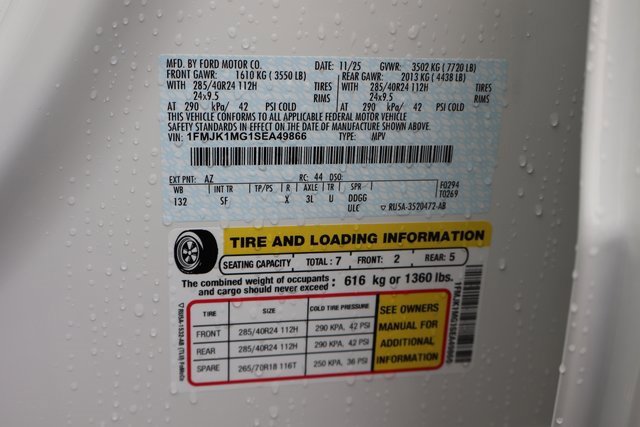 MFD. BY FORD MOTOR CO. DATE: 11/25 GVWR: 3502 KG ( 7720 LB)
FRONT GAWR: 1610 KG ( 3550 LB) REAR GAWR: 2013 KG ( 4438 LB)
WITH 285/40R24 112H TIRES WITH 285/40R24 112H TIRES
24x9.5 RIMS 24x9.5 RIMS
AT 290 kPa/ 42 PSI COLD AT 290 kPa/ 42 PSI COLD
THIS VEHICLE CONFORMS TO ALL APPLICABLE FEDERAL MOTOR VEHICLE
SAFETY STANDARDS IN EFFECT ON THE DATE OF MANUFACTURE SHOWN ABOVE.
VIN: 1FMJK1MG1SEA49866 TYPE: MPV
EXT PNT: AZ RC: 44 DSO:
WB INT TR TP/PS R AXLE TR SPR F0294
132 SF X 3L U DDGG T0269
ULC ▽ RU5A-3520472-AB
TIRE AND LOADING INFORMATION
SEATING CAPACITY TOTAL : 7 FRONT: 2 REAR: 5
The combined weight of occupants and cargo should never exceed : 616 kg or 1360 lbs.
TIRE SIZE COLD TIRE PRESSURE
FRONT 285/40R24 112H 290 KPA, 42 PSI
REAR 285/40R24 112H 290 KPA, 42 PSI
SPARE 265/70R18 116T 250 KPA, 36 PSI
SEE OWNERS
MANUAL FOR
ADDITIONAL
INFORMATION
1FMJK1MG1SEA49866